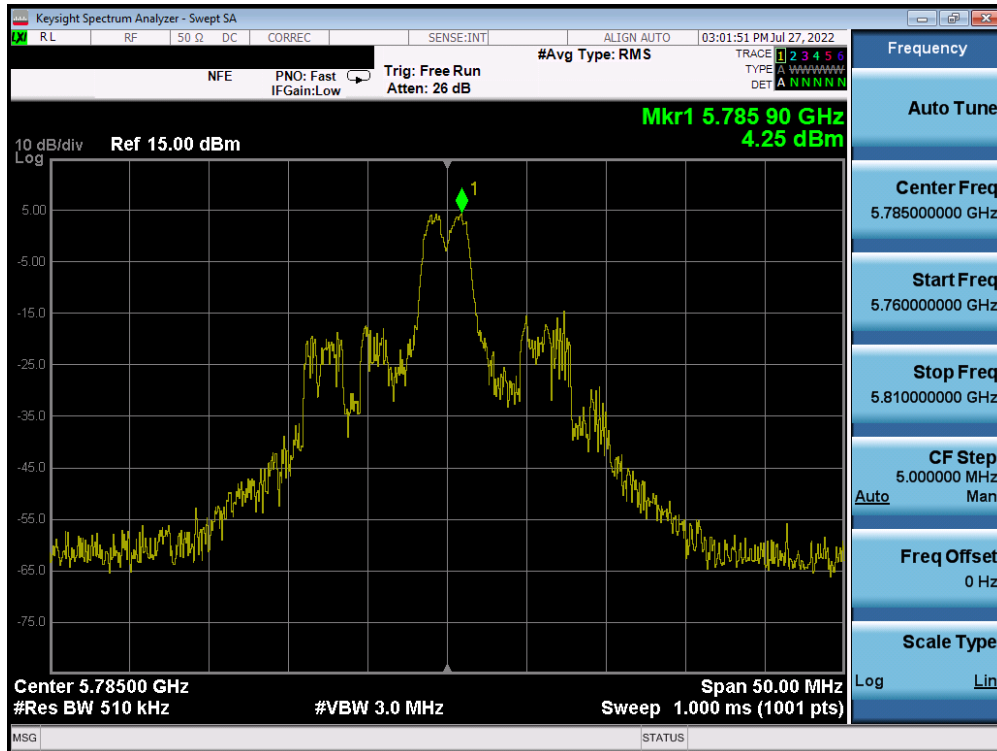 Keysight Spectrum Analyzer - Swept SA
LXI RL RF 50 Ω DC CORREC SENSE:INT ALIGN AUTO 03:01:51 PM Jul 27, 2022
NFE PNO: Fast Trig: Free Run #Avg Type: RMS TRACE 1 2 3 4 5 6
IFGain:Low Atten: 26 dB TYPE A WWWWW
DET A N N N N N
Mkr1 5.785 90 GHz
4.25 dBm
10 dB/div Ref 15.00 dBm
Log
1
5.00
-5.00
-15.0
-25.0
-35.0
-45.0
-55.0
-65.0
-75.0
Center 5.78500 GHz Span 50.00 MHz
#Res BW 510 kHz #VBW 3.0 MHz Sweep 1.000 ms (1001 pts)
MSG STATUS
Frequency
Auto Tune
Center Freq
5.785000000 GHz
Start Freq
5.760000000 GHz
Stop Freq
5.810000000 GHz
CF Step
5.000000 MHz
Auto Man
Freq Offset
0 Hz
Scale Type
Log Lin